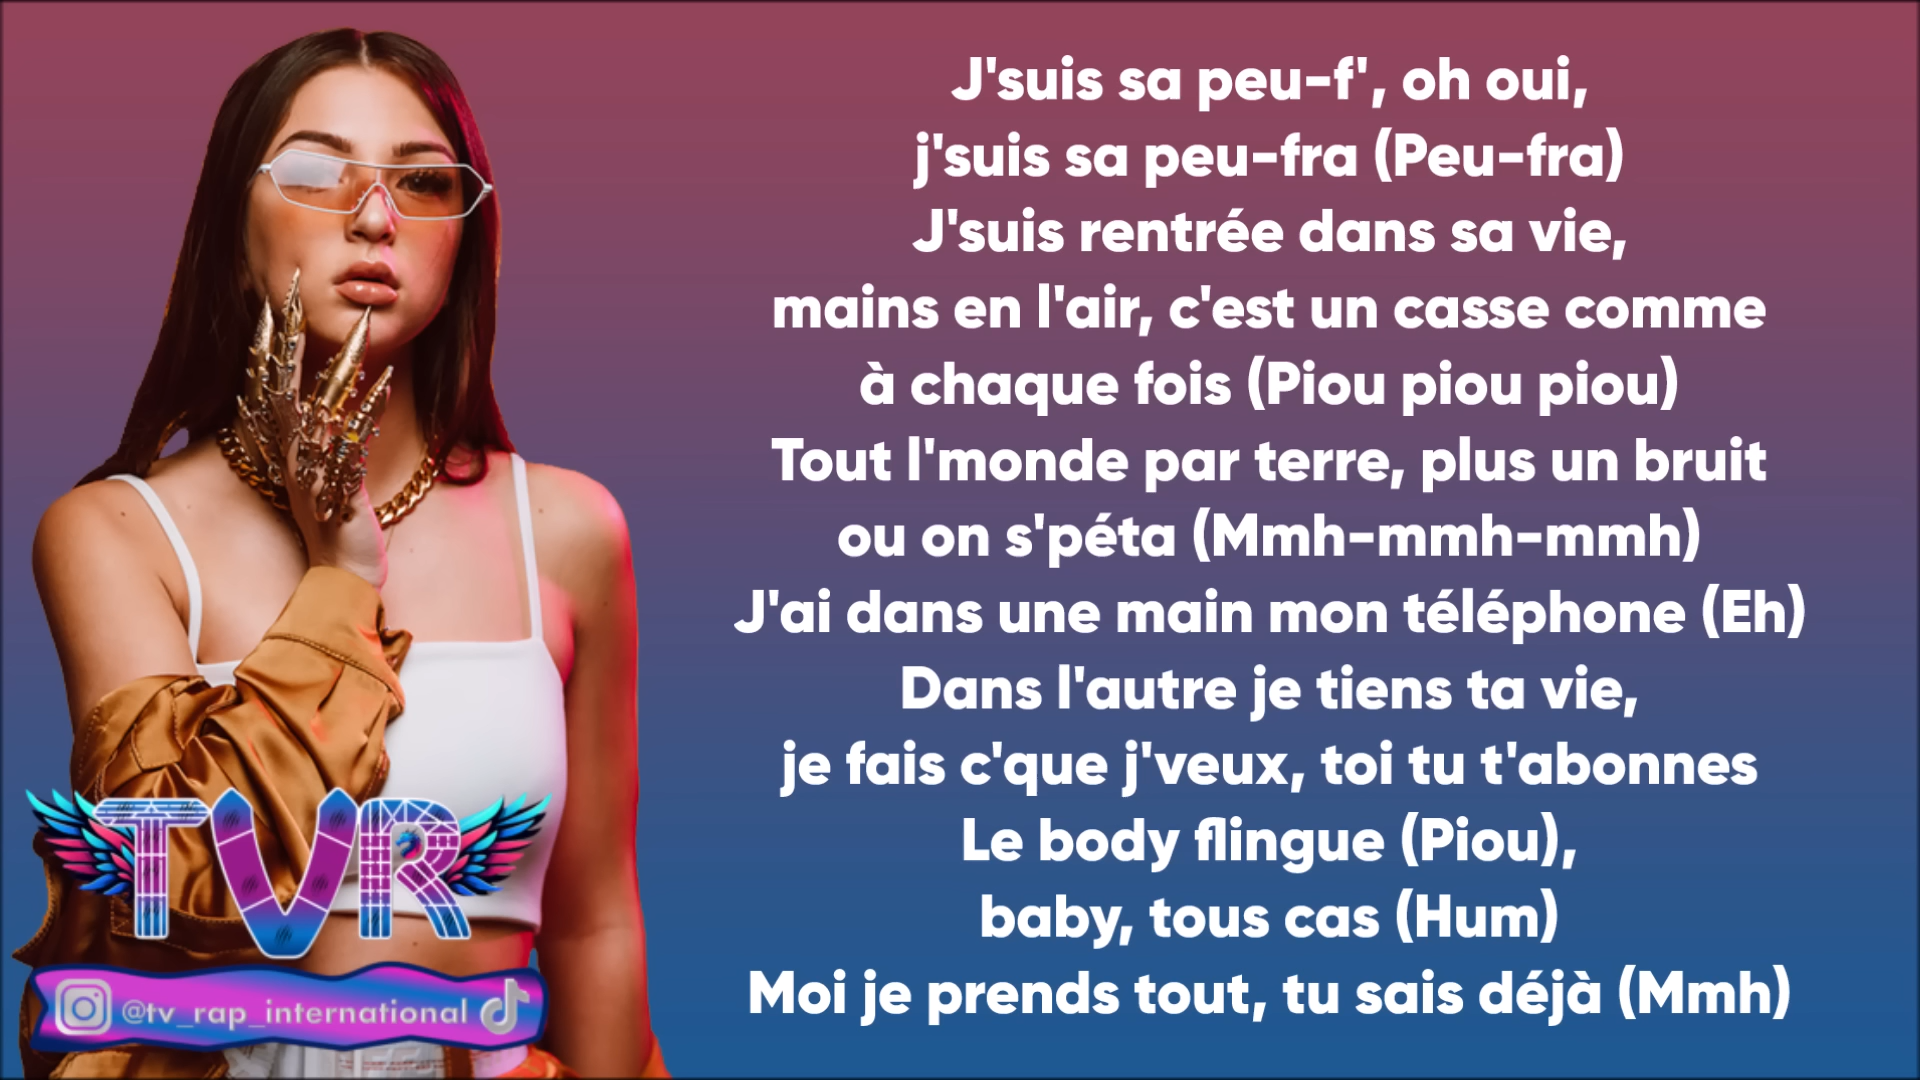 J'suis sa peu-f', oh oui,
j'suis sa peu-fra (Peu-fra)
J'suis rentrée dans sa vie,
mains en l'air, c'est un casse comme
à chaque fois (Piou piou piou)
Tout l'monde par terre, plus un bruit
ou on s'péta (Mmh-mmh-mmh)
J'ai dans une main mon téléphone (Eh)
Dans l'autre je tiens ta vie,
je fais c'que j'veux, toi tu t'abonnes
Le body flingue (Piou),
baby, tous cas (Hum)
Moi je prends tout, tu sais déjà (Mmh)
TVR
@tv_rap_international